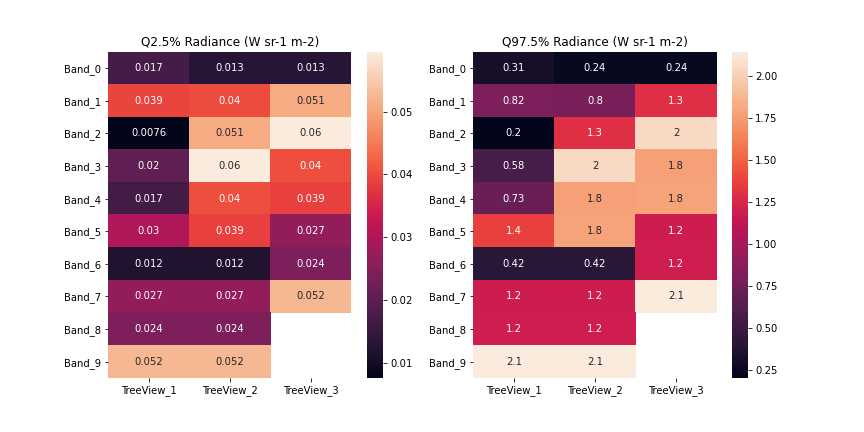 Q2.5% Radiance (W sr-1 m-2)
Band_0 0.017 0.013 0.013
Band_1 0.039 0.04 0.051
Band_2 0.0076 0.051 0.06
Band_3 0.02 0.06 0.04
Band_4 0.017 0.04 0.039
Band_5 0.03 0.039 0.027
Band_6 0.012 0.012 0.024
Band_7 0.027 0.027 0.052
Band_8 0.024 0.024
Band_9 0.052 0.052
TreeView_1 TreeView_2 TreeView_3
0.05
0.04
0.03
0.02
0.01
Q97.5% Radiance (W sr-1 m-2)
Band_0 0.31 0.24 0.24
Band_1 0.82 0.8 1.3
Band_2 0.2 1.3 2
Band_3 0.58 2 1.8
Band_4 0.73 1.8 1.8
Band_5 1.4 1.8 1.2
Band_6 0.42 0.42 1.2
Band_7 1.2 1.2 2.1
Band_8 1.2 1.2
Band_9 2.1 2.1
TreeView_1 TreeView_2 TreeView_3
2.00
1.75
1.50
1.25
1.00
0.75
0.50
0.25